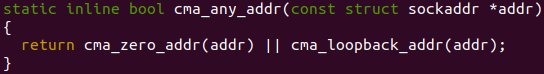 static inline bool cma_any_addr(const struct sockaddr *addr)
{
  return cma_zero_addr(addr) || cma_loopback_addr(addr);
}